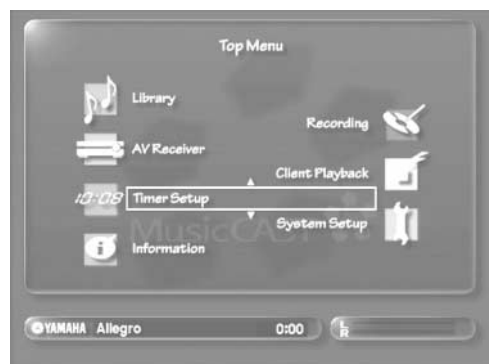 Top Menu
Library
Recording
AV Receiver
Client Playback
10:08 Timer Setup
System Setup
MusicCAST
i Information
YAMAHA Allegro 0:00 L
R